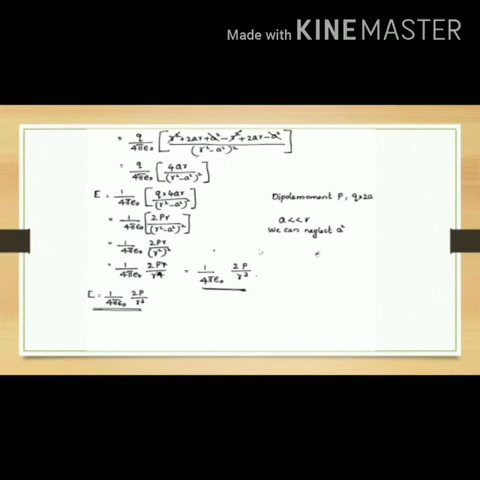 Made with KINEMASTER
= q/4πε₀ [ r² + 2ar + a² − r² + 2ar − a² / (r² − a²)² ]
= q/4πε₀ [ 4ar / (r² − a²)² ]
E = 1/4πε₀ [ q × 4ar / (r² − a²)² ] Dipolemoment P = q × 2a
= 1/4πε₀ [ 2Pr / (r² − a²)² ] a << r
We can neglect a²
= 1/4πε₀ 2Pr / (r²)²
= 1/4πε₀ 2Pr / r⁴ = 1/4πε₀ 2P / r³
E = 1/4πε₀ 2P / r³